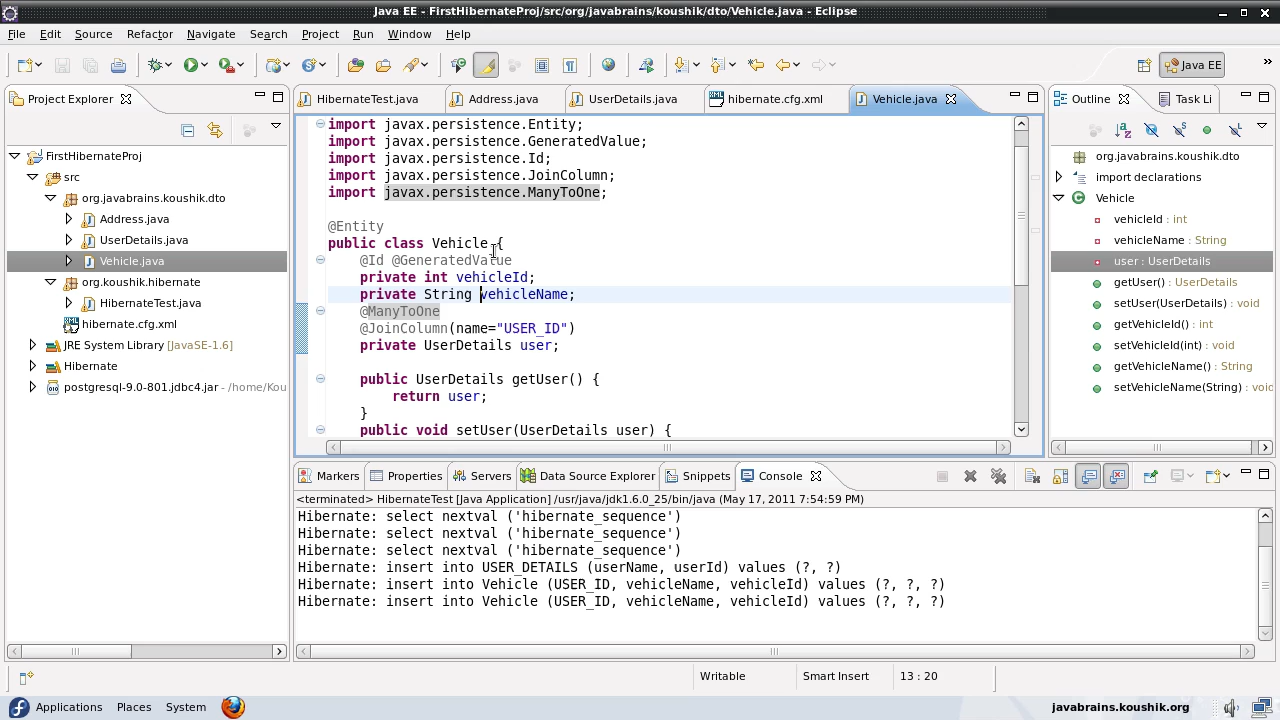 Java EE - FirstHibernateProj/src/org/javabrains/koushik/dto/Vehicle.java - Eclipse
File Edit Source Refactor Navigate Search Project Run Window Help
Java EE
Project Explorer
HibernateTest.java Address.java UserDetails.java hibernate.cfg.xml Vehicle.java
Outline Task Li
FirstHibernateProj
src
org.javabrains.koushik.dto
Address.java
UserDetails.java
Vehicle.java
org.koushik.hibernate
HibernateTest.java
hibernate.cfg.xml
JRE System Library [JavaSE-1.6]
Hibernate
postgresql-9.0-801.jdbc4.jar - /home/Kou
import javax.persistence.Entity;
import javax.persistence.GeneratedValue;
import javax.persistence.Id;
import javax.persistence.JoinColumn;
import javax.persistence.ManyToOne;
@Entity
public class Vehicle {
@Id @GeneratedValue
private int vehicleId;
private String vehicleName;
@ManyToOne
@JoinColumn(name="USER_ID")
private UserDetails user;
public UserDetails getUser() {
return user;
}
public void setUser(UserDetails user) {
org.javabrains.koushik.dto
import declarations
Vehicle
vehicleId : int
vehicleName : String
user : UserDetails
getUser() : UserDetails
setUser(UserDetails) : void
getVehicleId() : int
setVehicleId(int) : void
getVehicleName() : String
setVehicleName(String) : void
Markers Properties Servers Data Source Explorer Snippets Console
<terminated> HibernateTest [Java Application] /usr/java/jdk1.6.0_25/bin/java (May 17, 2011 7:54:59 PM)
Hibernate: select nextval ('hibernate_sequence')
Hibernate: select nextval ('hibernate_sequence')
Hibernate: select nextval ('hibernate_sequence')
Hibernate: insert into USER_DETAILS (userName, userId) values (?, ?)
Hibernate: insert into Vehicle (USER_ID, vehicleName, vehicleId) values (?, ?, ?)
Hibernate: insert into Vehicle (USER_ID, vehicleName, vehicleId) values (?, ?, ?)
Writable Smart Insert 13 : 20
Applications Places System javabrains.koushik.org